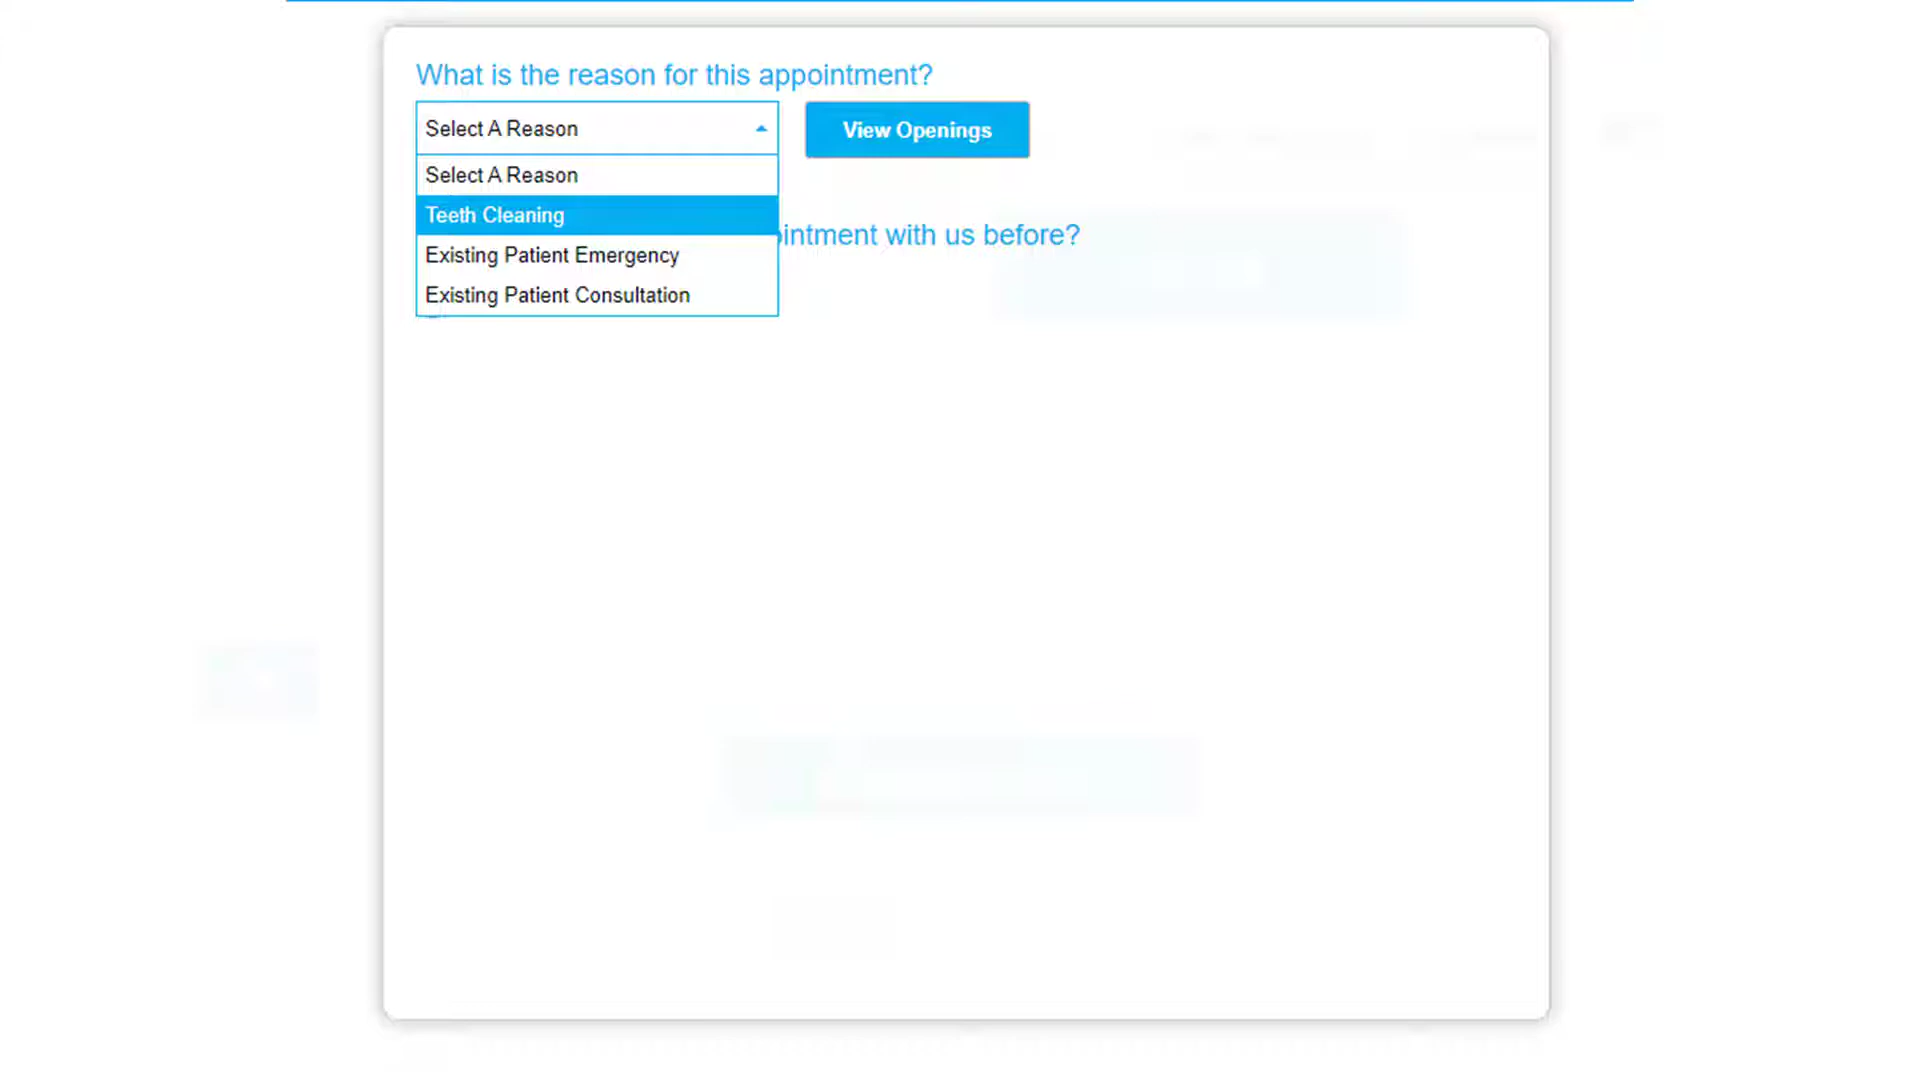 What is the reason for this appointment?
Select A Reason
View Openings
Select A Reason
Teeth Cleaning
with us before?
Existing Patient Emergency
Existing Patient Consultation